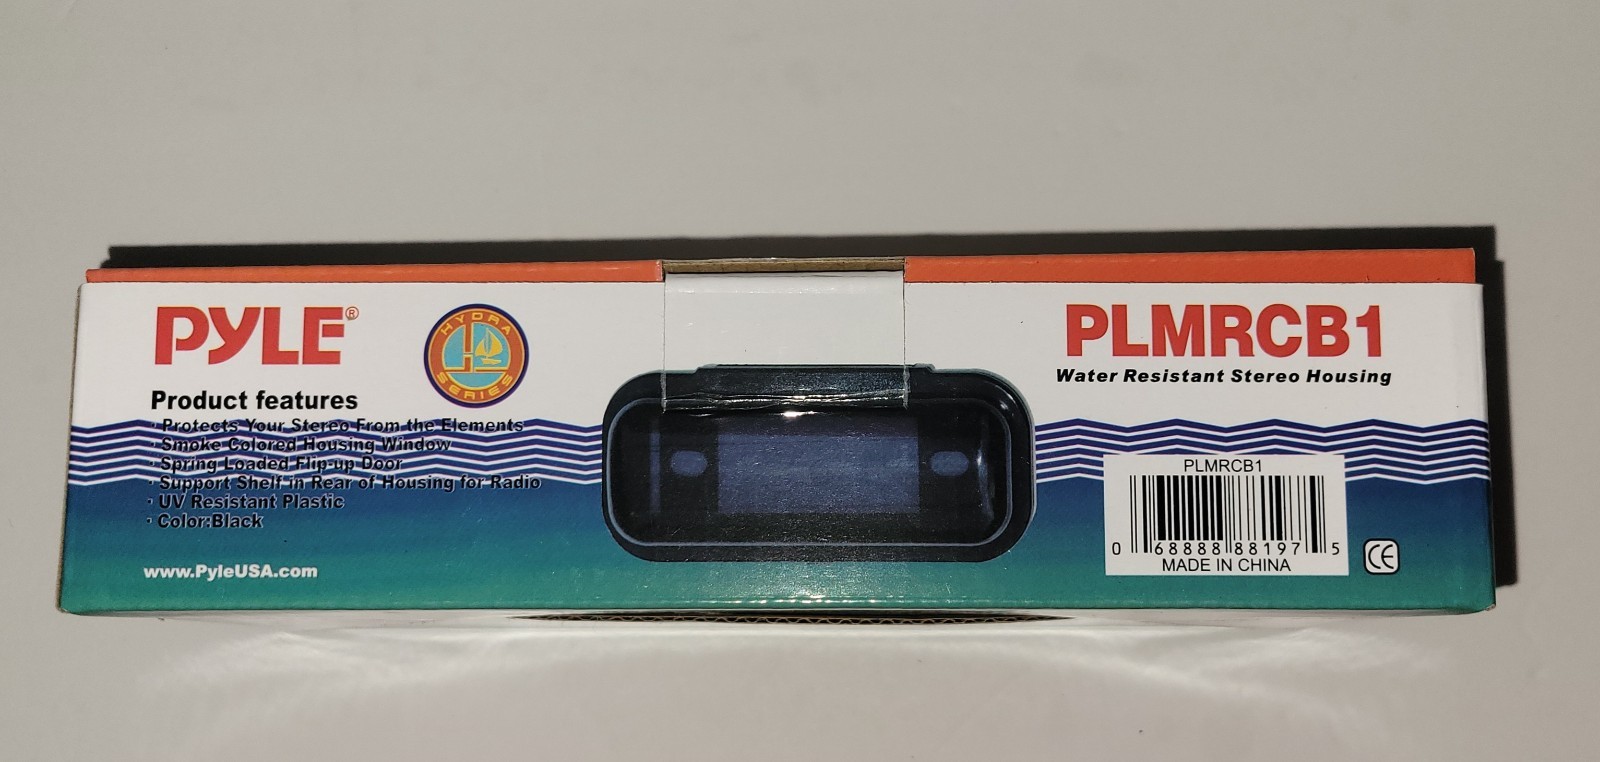 PYLE®
HYDRA
SERIES
Product features
· Protects Your Stereo From the Elements
· Smoke Colored Housing Window
· Spring Loaded Flip-up Door
· Support Shelf in Rear of Housing for Radio
· UV Resistant Plastic
· Color:Black
www.PyleUSA.com
PLMRCB1
Water Resistant Stereo Housing
PLMRCB1
0 68888 88197 5
MADE IN CHINA
CE